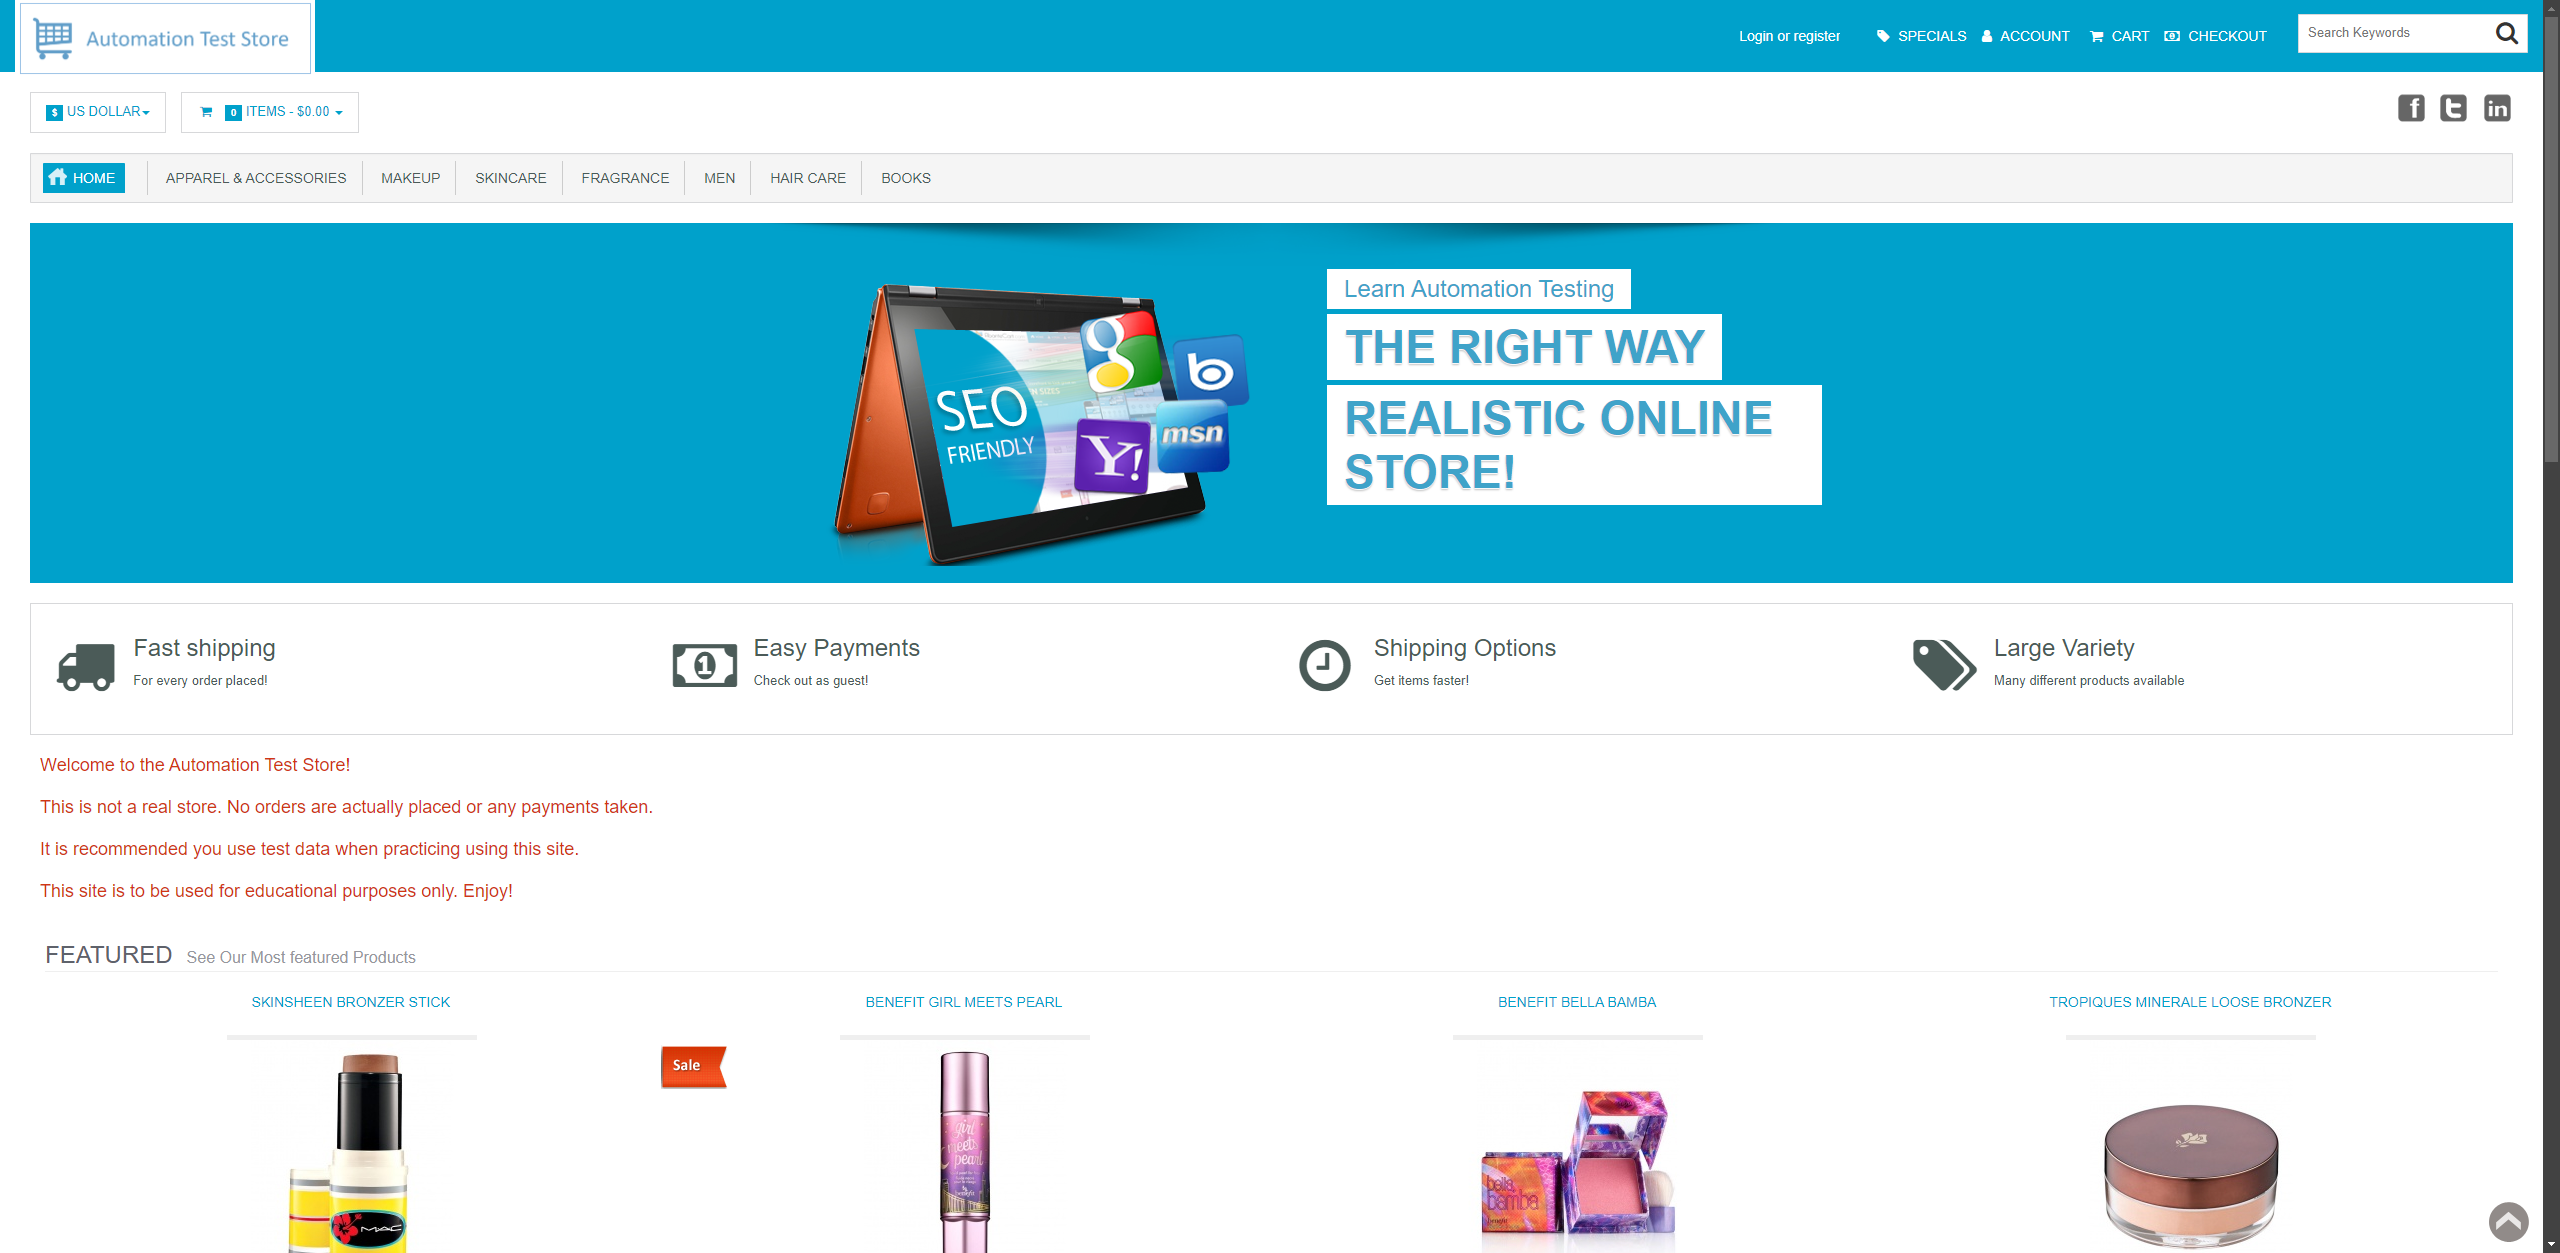 Automation Test Store
Login or register
SPECIALS
ACCOUNT
CART
CHECKOUT
Search Keywords
$ US DOLLAR
0 ITEMS - $0.00
HOME
APPAREL & ACCESSORIES
MAKEUP
SKINCARE
FRAGRANCE
MEN
HAIR CARE
BOOKS
SEO
FRIENDLY
msn
Y!
Learn Automation Testing
THE RIGHT WAY
REALISTIC ONLINE
STORE!
Fast shipping
For every order placed!
Easy Payments
Check out as guest!
Shipping Options
Get items faster!
Large Variety
Many different products available
Welcome to the Automation Test Store!
This is not a real store. No orders are actually placed or any payments taken.
It is recommended you use test data when practicing using this site.
This site is to be used for educational purposes only. Enjoy!
FEATURED See Our Most featured Products
SKINSHEEN BRONZER STICK
BENEFIT GIRL MEETS PEARL
BENEFIT BELLA BAMBA
TROPIQUES MINERALE LOOSE BRONZER
MAC
Sale
girl
meets
pearl
benefit
bella
bamba
benefit